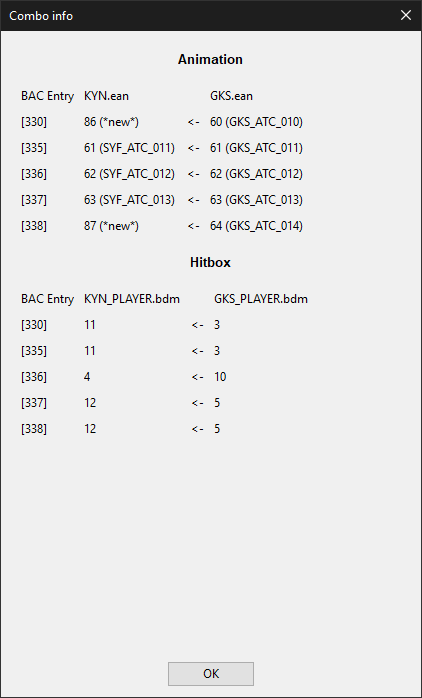 Combo info
Animation
BAC Entry KYN.ean GKS.ean
[330] 86 (*new*) <- 60 (GKS_ATC_010)
[335] 61 (SYF_ATC_011) <- 61 (GKS_ATC_011)
[336] 62 (SYF_ATC_012) <- 62 (GKS_ATC_012)
[337] 63 (SYF_ATC_013) <- 63 (GKS_ATC_013)
[338] 87 (*new*) <- 64 (GKS_ATC_014)
Hitbox
BAC Entry KYN_PLAYER.bdm GKS_PLAYER.bdm
[330] 11 <- 3
[335] 11 <- 3
[336] 4 <- 10
[337] 12 <- 5
[338] 12 <- 5
OK